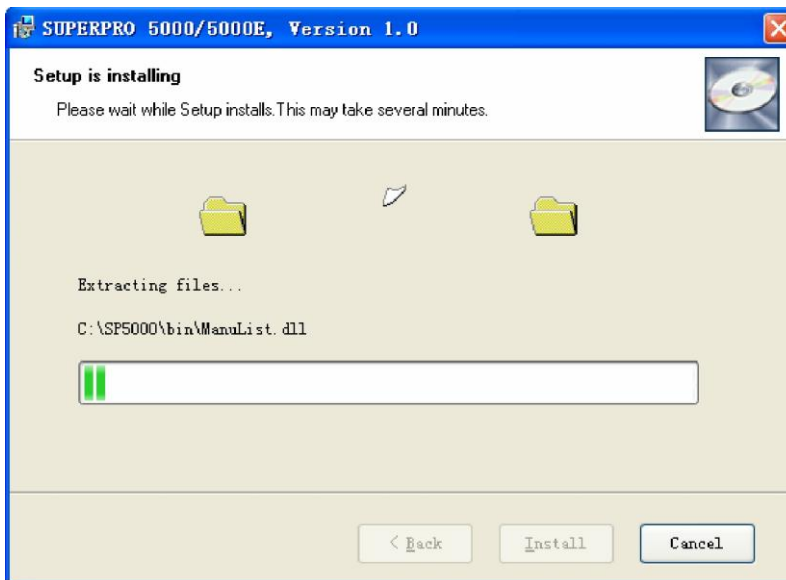 SUPERPRO 5000/5000E, Version 1.0
Setup is installing
Please wait while Setup installs.This may take several minutes.
Extracting files...
C:\SP5000\bin\ManuList.dll
< Back
Install
Cancel